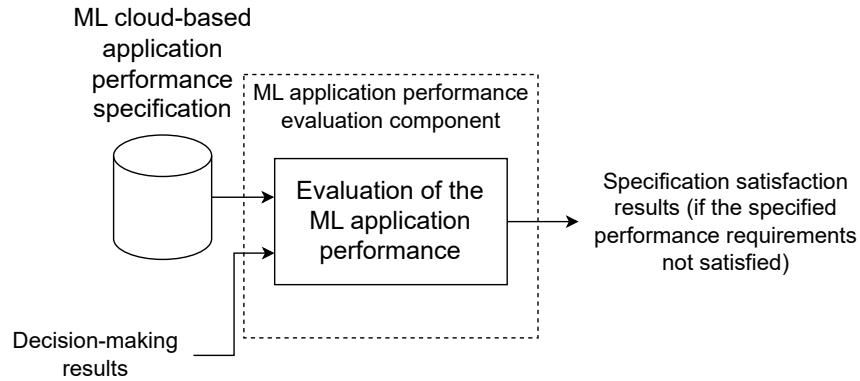 ML cloud-based
application
performance
specification
ML application performance
evaluation component
Evaluation of the
ML application
performance
Specification satisfaction
results (if the specified
performance requirements
not satisfied)
Decision-making
results